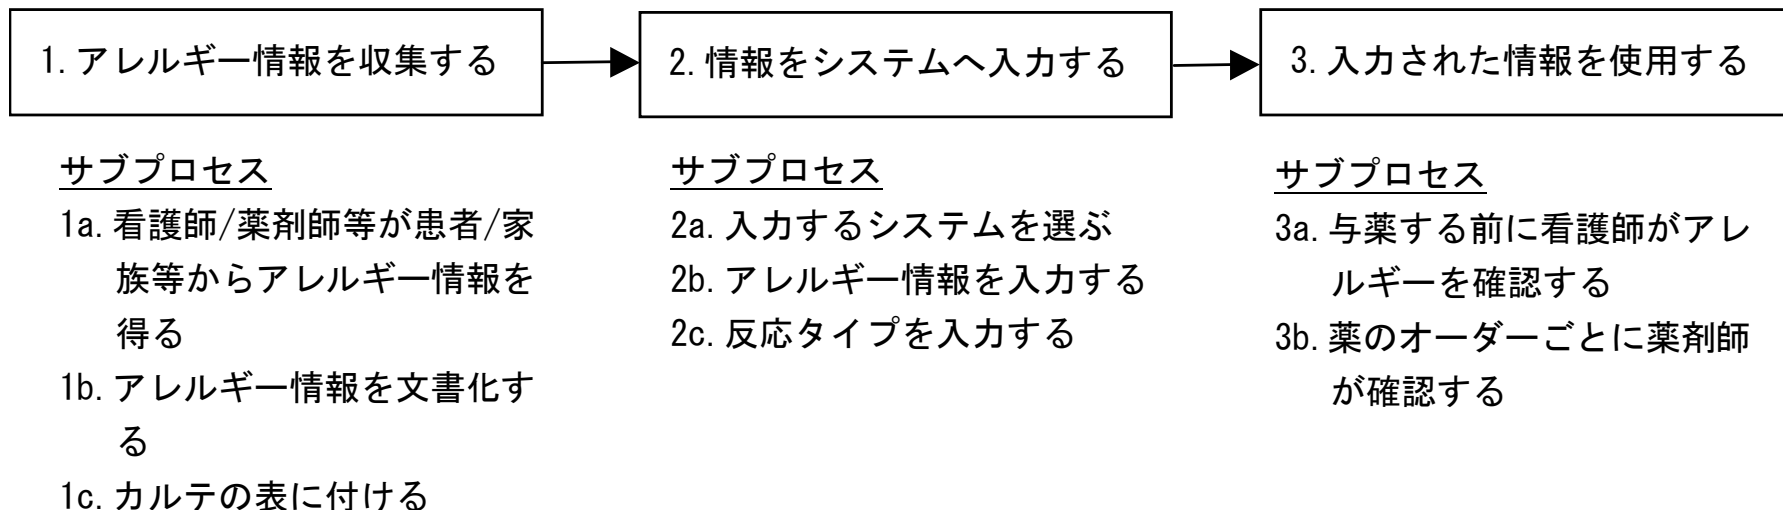 1. アレルギー情報を収集する
2. 情報をシステムへ入力する
3. 入力された情報を使用する
サブプロセス
1a. 看護師/薬剤師等が患者/家
族等からアレルギー情報を
得る
1b. アレルギー情報を文書化す
る
1c. カルテの表に付ける
サブプロセス
2a. 入力するシステムを選ぶ
2b. アレルギー情報を入力する
2c. 反応タイプを入力する
サブプロセス
3a. 与薬する前に看護師がアレ
ルギーを確認する
3b. 薬のオーダーごとに薬剤師
が確認する